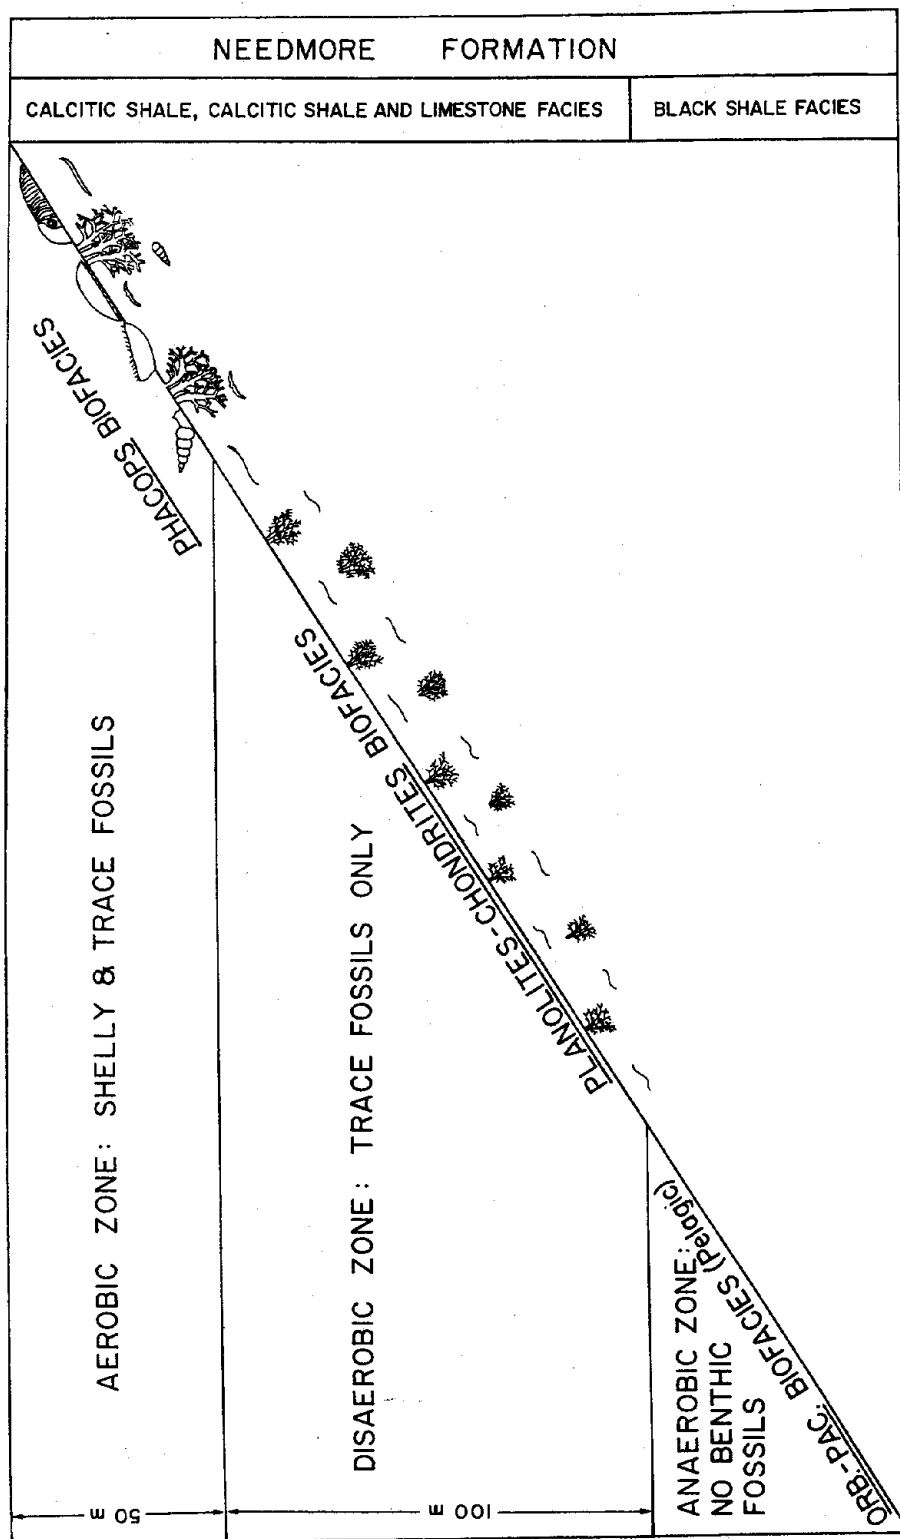 NEEDMORE FORMATION
CALCITIC SHALE, CALCITIC SHALE AND LIMESTONE FACIES
BLACK SHALE FACIES
PHACOPS BIOFACIES
PLANOLITES-CHONDRITES BIOFACIES
ORB.-PAC. BIOFACIES (Pelagic)
AEROBIC ZONE: SHELLY & TRACE FOSSILS
DISAEROBIC ZONE: TRACE FOSSILS ONLY
ANAEROBIC ZONE:
NO BENTHIC
FOSSILS
50 m
100 m